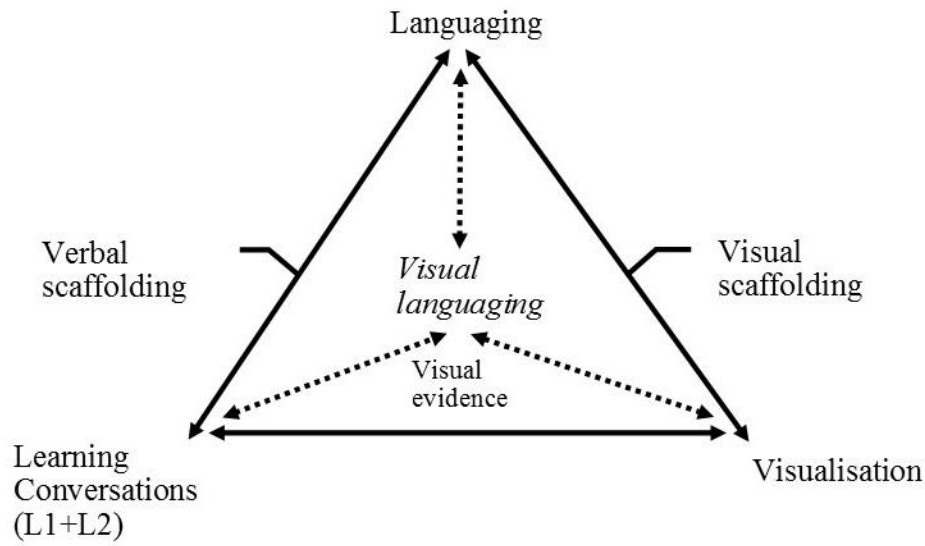 Languaging
Verbal
scaffolding
Visual
languaging
Visual
scaffolding
Visual
evidence
Learning
Conversations
(L1+L2)
Visualisation